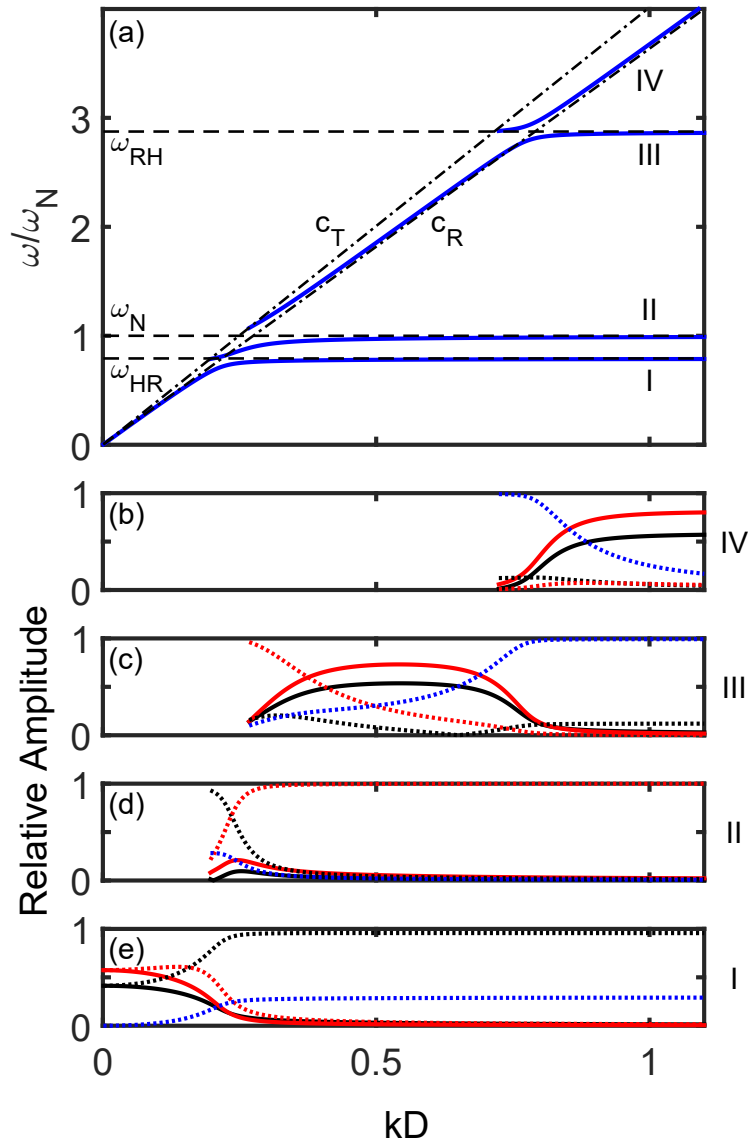 (a)
IV
3
ω_RH
III
ω/ω_N
2
c_T
c_R
ω_N
II
1
ω_HR
I
0
1
(b)
IV
0
1
(c)
III
0
Relative Amplitude
1
(d)
II
0
1
(e)
I
0
0
0.5
1
kD